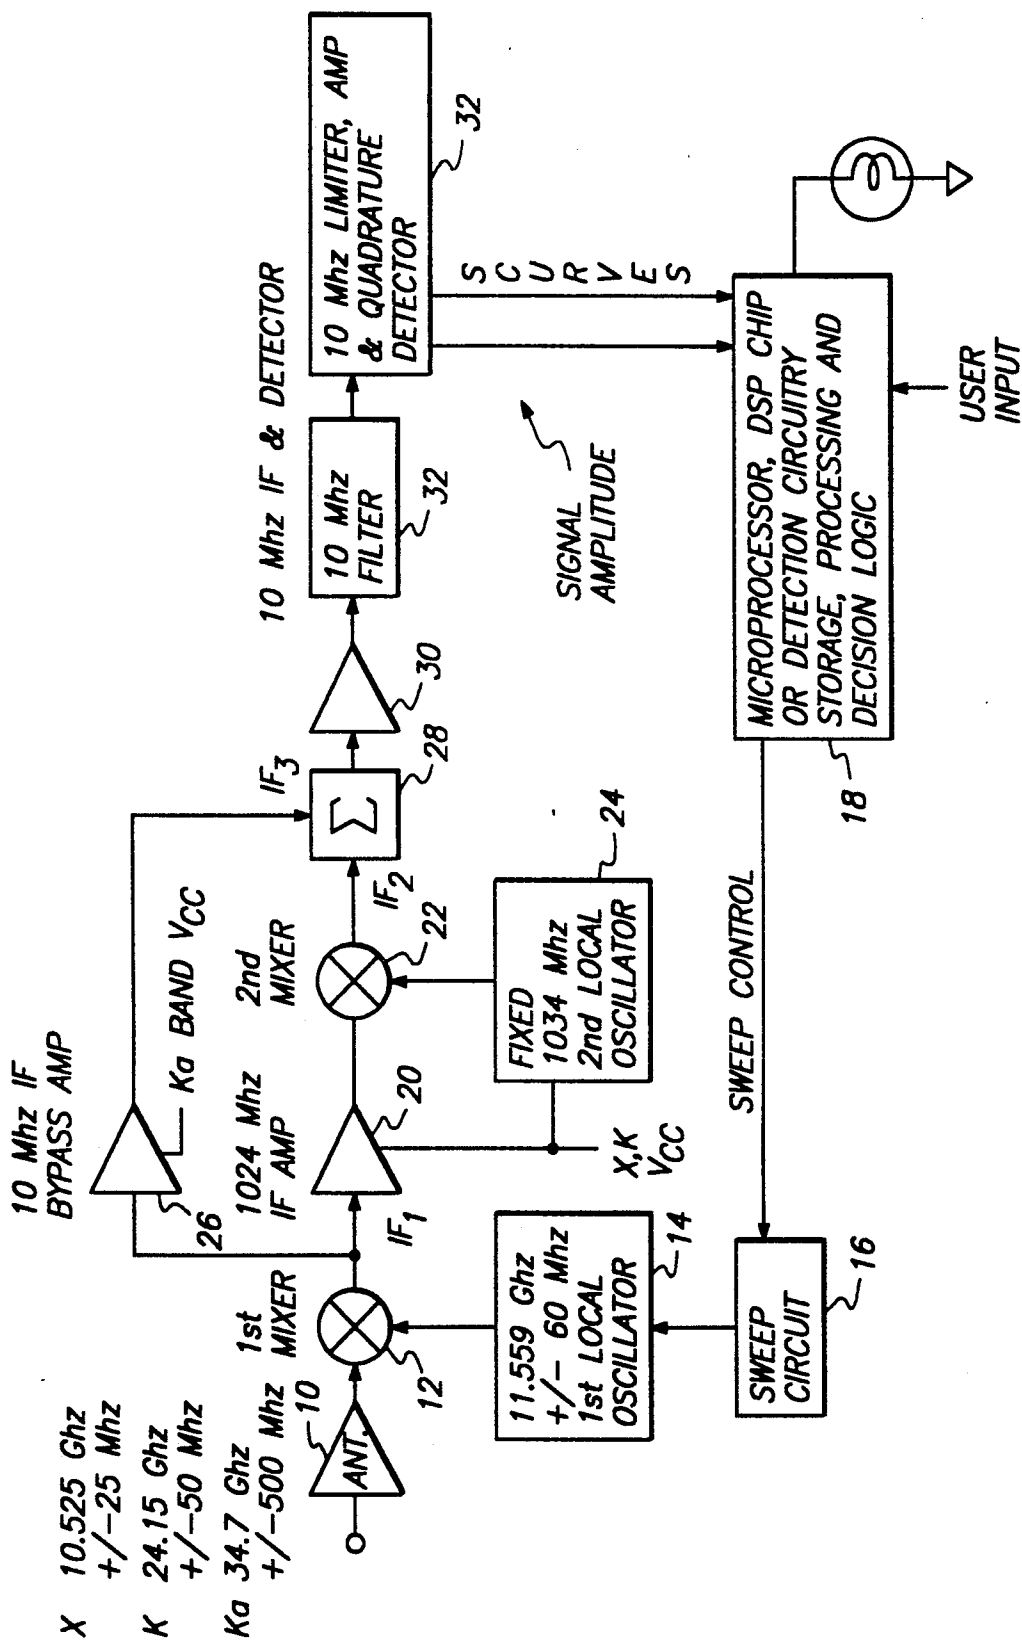 X 10.525 Ghz
+/-25 Mhz
K 24.15 Ghz
+/-50 Mhz
Ka 34.7 Ghz
+/-500 Mhz
10
ANT.
1st
MIXER
12
11.559 Ghz
+/- 60 Mhz
1st LOCAL
OSCILLATOR
14
SWEEP
CIRCUIT
16
10 Mhz IF
BYPASS AMP
26
Ka BAND VCC
1024 Mhz
IF AMP
IF1
20
X,K
VCC
2nd
MIXER
22
FIXED
1034 Mhz
2nd LOCAL
OSCILLATOR
24
IF2
IF3
Σ
28
30
10 Mhz IF & DETECTOR
10 Mhz
FILTER
32
10 Mhz LIMITER, AMP
& QUADRATURE
DETECTOR
32
SIGNAL
AMPLITUDE
S CURVES
SWEEP CONTROL
MICROPROCESSOR, DSP CHIP
OR DETECTION CIRCUITRY
STORAGE, PROCESSING AND
DECISION LOGIC
18
USER
INPUT